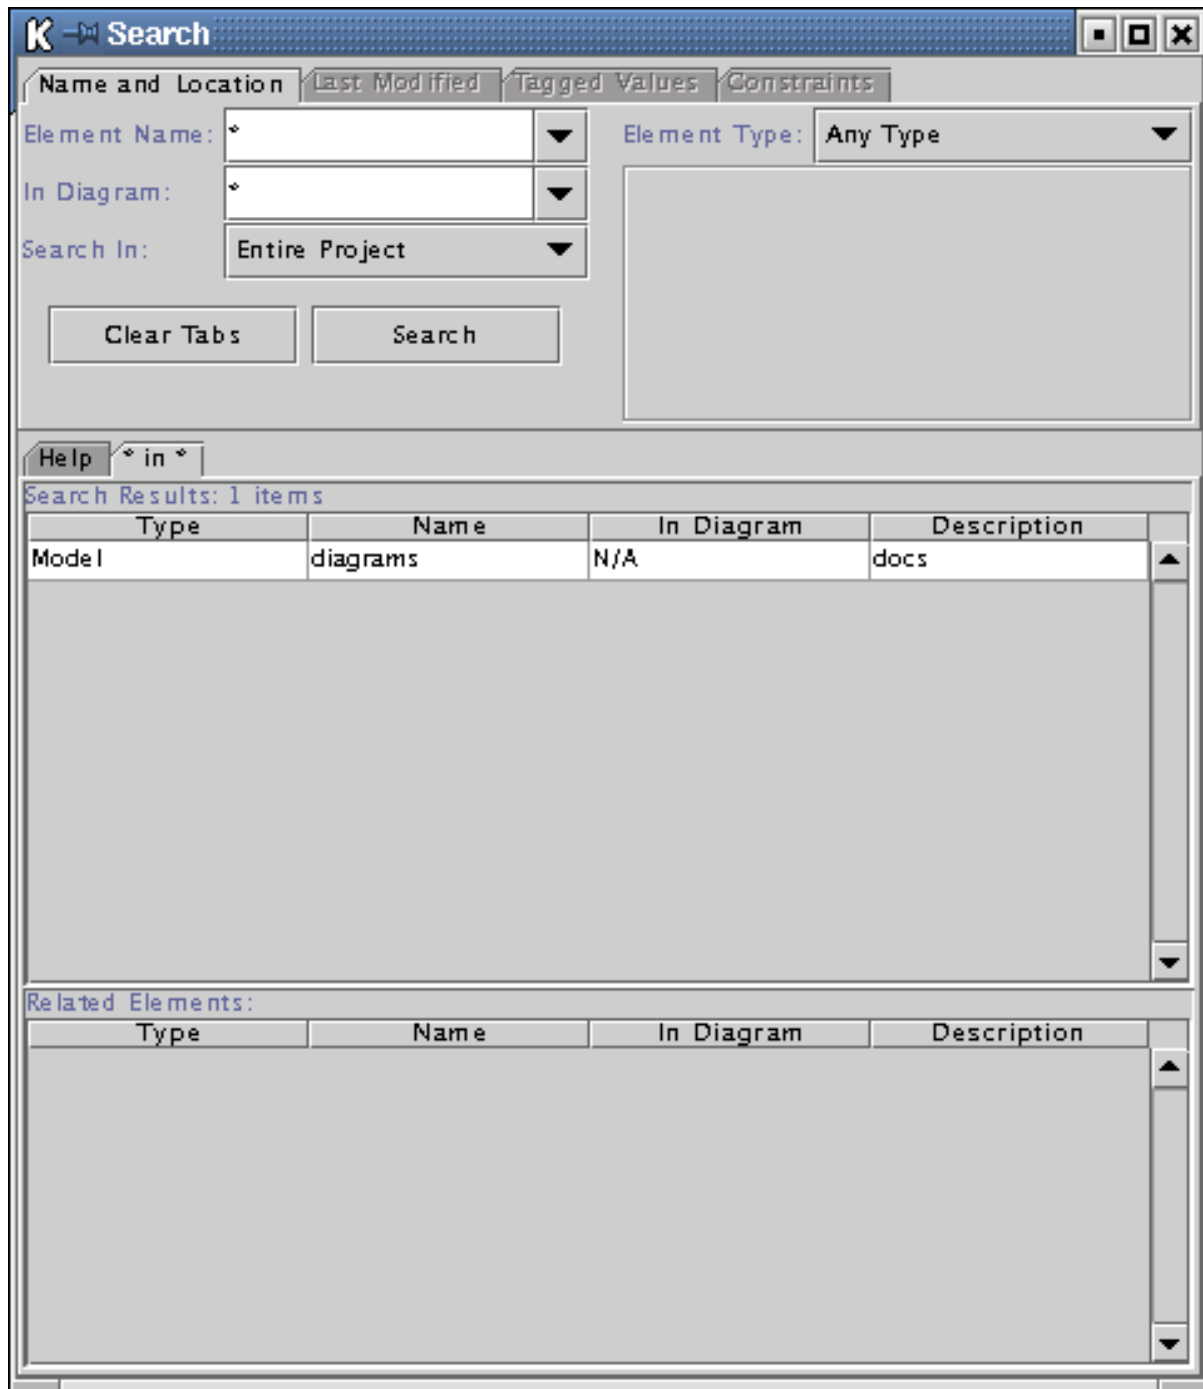 Search
Name and Location Last Modified Tagged Values Constraints
Element Name: * Element Type: Any Type
In Diagram: *
Search In: Entire Project
Clear Tabs Search
Help * in *
Search Results: 1 items
Type Name In Diagram Description
Model diagrams N/A docs
Related Elements:
Type Name In Diagram Description